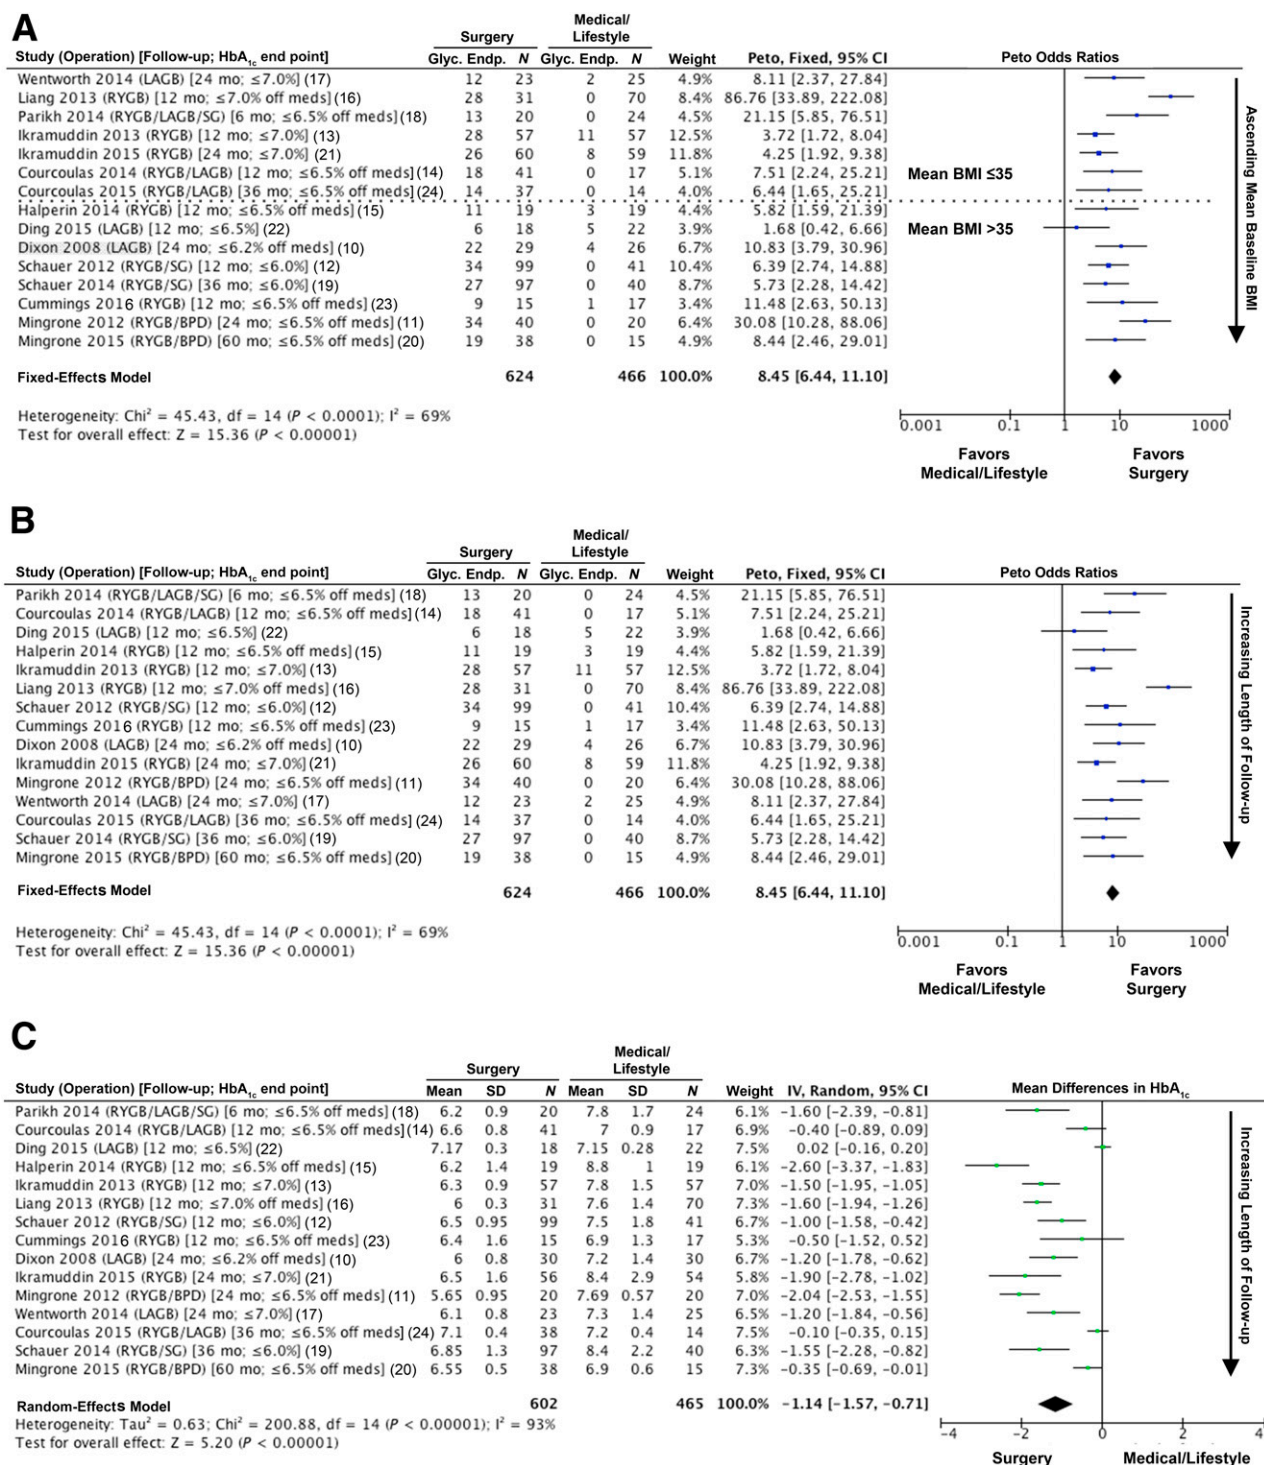 A
Surgery Medical/
Lifestyle
Study (Operation) [Follow-up; HbA1c end point] Glyc. Endp. N Glyc. Endp. N Weight Peto, Fixed, 95% CI Peto Odds Ratios
Wentworth 2014 (LAGB) [24 mo; ≤7.0%] (17) 12 23 2 25 4.9% 8.11 [2.37, 27.84]
Liang 2013 (RYGB) [12 mo; ≤7.0% off meds] (16) 28 31 0 70 8.4% 86.76 [33.89, 222.08]
Parikh 2014 (RYGB/LAGB/SG) [6 mo; ≤6.5% off meds] (18) 13 20 0 24 4.5% 21.15 [5.85, 76.51]
Ikramuddin 2013 (RYGB) [12 mo; ≤7.0%] (13) 28 57 11 57 12.5% 3.72 [1.72, 8.04]
Ikramuddin 2015 (RYGB) [24 mo; ≤7.0%] (21) 26 60 8 59 11.8% 4.25 [1.92, 9.38]
Courcoulas 2014 (RYGB/LAGB) [12 mo; ≤6.5% off meds] (14) 18 41 0 17 5.1% 7.51 [2.24, 25.21] Mean BMI ≤35
Courcoulas 2015 (RYGB/LAGB) [36 mo; ≤6.5% off meds] (24) 14 37 0 14 4.0% 6.44 [1.65, 25.21]
Halperin 2014 (RYGB) [12 mo; ≤6.5% off meds] (15) 11 19 3 19 4.4% 5.82 [1.59, 21.39]
Ding 2015 (LAGB) [12 mo; ≤6.5%] (22) 6 18 5 22 3.9% 1.68 [0.42, 6.66] Mean BMI >35
Dixon 2008 (LAGB) [24 mo; ≤6.2% off meds] (10) 22 29 4 26 6.7% 10.83 [3.79, 30.96]
Schauer 2012 (RYGB/SG) [12 mo; ≤6.0%] (12) 34 99 0 41 10.4% 6.39 [2.74, 14.88]
Schauer 2014 (RYGB/SG) [36 mo; ≤6.0%] (19) 27 97 0 40 8.7% 5.73 [2.28, 14.42]
Cummings 2016 (RYGB) [12 mo; ≤6.5% off meds] (23) 9 15 1 17 3.4% 11.48 [2.63, 50.13]
Mingrone 2012 (RYGB/BPD) [24 mo; ≤6.5% off meds] (11) 34 40 0 20 6.4% 30.08 [10.28, 88.06]
Mingrone 2015 (RYGB/BPD) [60 mo; ≤6.5% off meds] (20) 19 38 0 15 4.9% 8.44 [2.46, 29.01]
Ascending Mean Baseline BMI
Fixed-Effects Model 624 466 100.0% 8.45 [6.44, 11.10]
Heterogeneity: Chi² = 45.43, df = 14 (P < 0.0001); I² = 69%
Test for overall effect: Z = 15.36 (P < 0.00001)
0.001 0.1 1 10 1000
Favors Medical/Lifestyle Favors Surgery
B
Surgery Medical/
Lifestyle
Study (Operation) [Follow-up; HbA1c end point] Glyc. Endp. N Glyc. Endp. N Weight Peto, Fixed, 95% CI Peto Odds Ratios
Parikh 2014 (RYGB/LAGB/SG) [6 mo; ≤6.5% off meds] (18) 13 20 0 24 4.5% 21.15 [5.85, 76.51]
Courcoulas 2014 (RYGB/LAGB) [12 mo; ≤6.5% off meds] (14) 18 41 0 17 5.1% 7.51 [2.24, 25.21]
Ding 2015 (LAGB) [12 mo; ≤6.5%] (22) 6 18 5 22 3.9% 1.68 [0.42, 6.66]
Halperin 2014 (RYGB) [12 mo; ≤6.5% off meds] (15) 11 19 3 19 4.4% 5.82 [1.59, 21.39]
Ikramuddin 2013 (RYGB) [12 mo; ≤7.0%] (13) 28 57 11 57 12.5% 3.72 [1.72, 8.04]
Liang 2013 (RYGB) [12 mo; ≤7.0% off meds] (16) 28 31 0 70 8.4% 86.76 [33.89, 222.08]
Schauer 2012 (RYGB/SG) [12 mo; ≤6.0%] (12) 34 99 0 41 10.4% 6.39 [2.74, 14.88]
Cummings 2016 (RYGB) [12 mo; ≤6.5% off meds] (23) 9 15 1 17 3.4% 11.48 [2.63, 50.13]
Dixon 2008 (LAGB) [24 mo; ≤6.2% off meds] (10) 22 29 4 26 6.7% 10.83 [3.79, 30.96]
Ikramuddin 2015 (RYGB) [24 mo; ≤7.0%] (21) 26 60 8 59 11.8% 4.25 [1.92, 9.38]
Mingrone 2012 (RYGB/BPD) [24 mo; ≤6.5% off meds] (11) 34 40 0 20 6.4% 30.08 [10.28, 88.06]
Wentworth 2014 (LAGB) [24 mo; ≤7.0%] (17) 12 23 2 25 4.9% 8.11 [2.37, 27.84]
Courcoulas 2015 (RYGB/LAGB) [36 mo; ≤6.5% off meds] (24) 14 37 0 14 4.0% 6.44 [1.65, 25.21]
Schauer 2014 (RYGB/SG) [36 mo; ≤6.0%] (19) 27 97 0 40 8.7% 5.73 [2.28, 14.42]
Mingrone 2015 (RYGB/BPD) [60 mo; ≤6.5% off meds] (20) 19 38 0 15 4.9% 8.44 [2.46, 29.01]
Increasing Length of Follow-up
Fixed-Effects Model 624 466 100.0% 8.45 [6.44, 11.10]
Heterogeneity: Chi² = 45.43, df = 14 (P < 0.0001); I² = 69%
Test for overall effect: Z = 15.36 (P < 0.00001)
0.001 0.1 1 10 1000
Favors Medical/Lifestyle Favors Surgery
C
Surgery Medical/
Lifestyle
Study (Operation) [Follow-up; HbA1c end point] Mean SD N Mean SD N Weight IV, Random, 95% CI Mean Differences in HbA1c
Parikh 2014 (RYGB/LAGB/SG) [6 mo; ≤6.5% off meds] (18) 6.2 0.9 20 7.8 1.7 24 6.1% −1.60 [−2.39, −0.81]
Courcoulas 2014 (RYGB/LAGB) [12 mo; ≤6.5% off meds] (14) 6.6 0.8 41 7 0.9 17 6.9% −0.40 [−0.89, 0.09]
Ding 2015 (LAGB) [12 mo; ≤6.5%] (22) 7.17 0.3 18 7.15 0.28 22 7.5% 0.02 [−0.16, 0.20]
Halperin 2014 (RYGB) [12 mo; ≤6.5% off meds] (15) 6.2 1.4 19 8.8 1 19 6.1% −2.60 [−3.37, −1.83]
Ikramuddin 2013 (RYGB) [12 mo; ≤7.0%] (13) 6.3 0.9 57 7.8 1.5 57 7.0% −1.50 [−1.95, −1.05]
Liang 2013 (RYGB) [12 mo; ≤7.0% off meds] (16) 6 0.3 31 7.6 1.4 70 7.3% −1.60 [−1.94, −1.26]
Schauer 2012 (RYGB/SG) [12 mo; ≤6.0%] (12) 6.5 0.95 99 7.5 1.8 41 6.7% −1.00 [−1.58, −0.42]
Cummings 2016 (RYGB) [12 mo; ≤6.5% off meds] (23) 6.4 1.6 15 6.9 1.3 17 5.3% −0.50 [−1.52, 0.52]
Dixon 2008 (LAGB) [24 mo; ≤6.2% off meds] (10) 6 0.8 30 7.2 1.4 30 6.7% −1.20 [−1.78, −0.62]
Ikramuddin 2015 (RYGB) [24 mo; ≤7.0%] (21) 6.5 1.6 56 8.4 2.9 54 5.8% −1.90 [−2.78, −1.02]
Mingrone 2012 (RYGB/BPD) [24 mo; ≤6.5% off meds] (11) 5.65 0.95 20 7.69 0.57 20 7.0% −2.04 [−2.53, −1.55]
Wentworth 2014 (LAGB) [24 mo; ≤7.0%] (17) 6.1 0.8 23 7.3 1.4 25 6.5% −1.20 [−1.84, −0.56]
Courcoulas 2015 (RYGB/LAGB) [36 mo; ≤6.5% off meds] (24) 7.1 0.4 38 7.2 0.4 14 7.5% −0.10 [−0.35, 0.15]
Schauer 2014 (RYGB/SG) [36 mo; ≤6.0%] (19) 6.85 1.3 97 8.4 2.2 40 6.3% −1.55 [−2.28, −0.82]
Mingrone 2015 (RYGB/BPD) [60 mo; ≤6.5% off meds] (20) 6.55 0.5 38 6.9 0.6 15 7.3% −0.35 [−0.69, −0.01]
Increasing Length of Follow-up
Random-Effects Model 602 465 100.0% −1.14 [−1.57, −0.71]
Heterogeneity: Tau² = 0.63; Chi² = 200.88, df = 14 (P < 0.00001); I² = 93%
Test for overall effect: Z = 5.20 (P < 0.00001)
−4 −2 0 2 4
Surgery Medical/Lifestyle